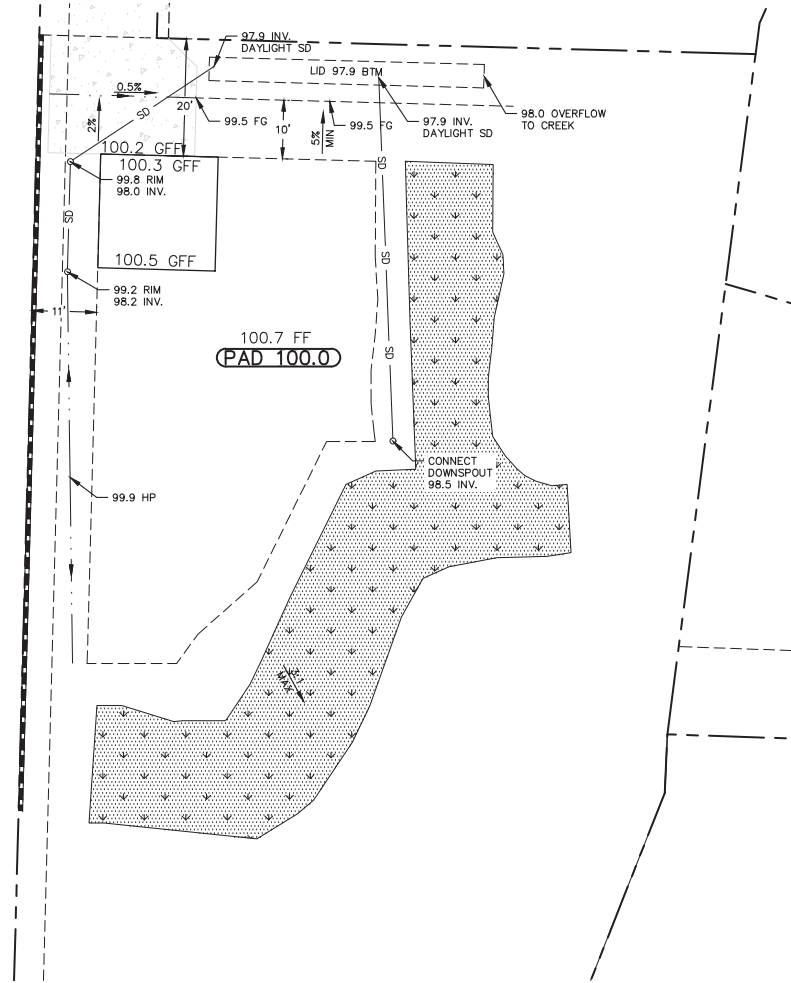 97.9 INV.
DAYLIGHT SD
LID 97.9 BTM
0.5%
SD
20'
2%
99.5 FG
10'
5%
MIN
99.5 FG
97.9 INV.
DAYLIGHT SD
98.0 OVERFLOW
TO CREEK
100.2 GFF
100.3 GFF
99.8 RIM
98.0 INV.
SD
SD
100.5 GFF
SD
99.2 RIM
98.2 INV.
11'
100.7 FF
PAD 100.0
SD
CONNECT
DOWNSPOUT
98.5 INV.
99.9 HP
3:1
MAX